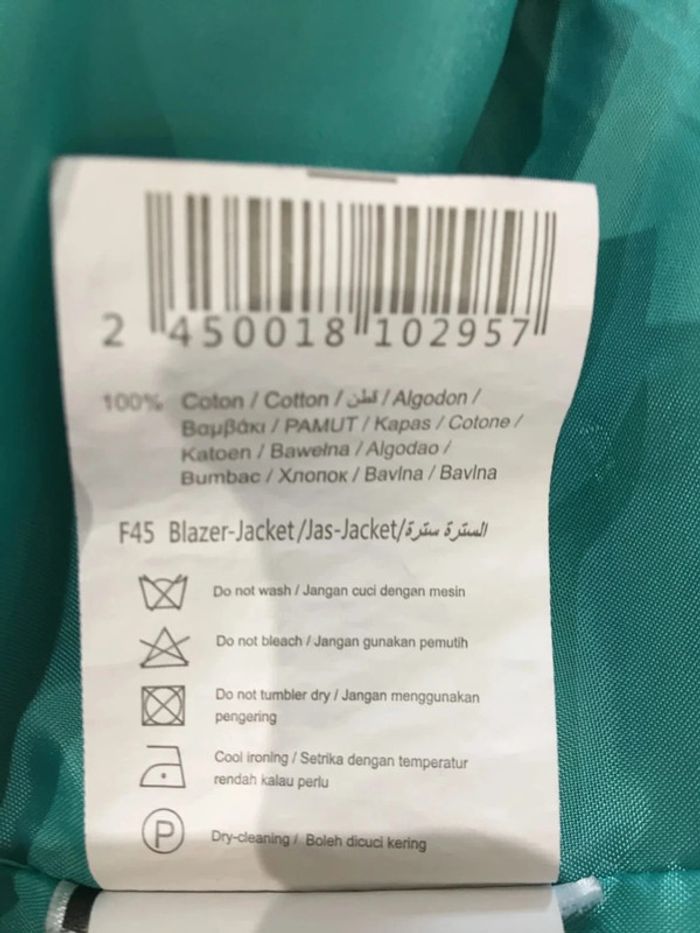 2 450018 102957
100% Coton / Cotton / قطن / Algodon /
Βαμβάκι / PAMUT / Kapas / Cotone /
Katoen / Bawełna / Algodao /
Bumbac / Хлопок / Bavlna / Bavlna
F45 Blazer-Jacket/Jas-Jacket/السترة سترة
Do not wash / Jangan cuci dengan mesin
Do not bleach / Jangan gunakan pemutih
Do not tumbler dry / Jangan menggunakan
pengering
Cool ironing / Setrika dengan temperatur
rendah kalau perlu
P Dry-cleaning / Boleh dicuci kering